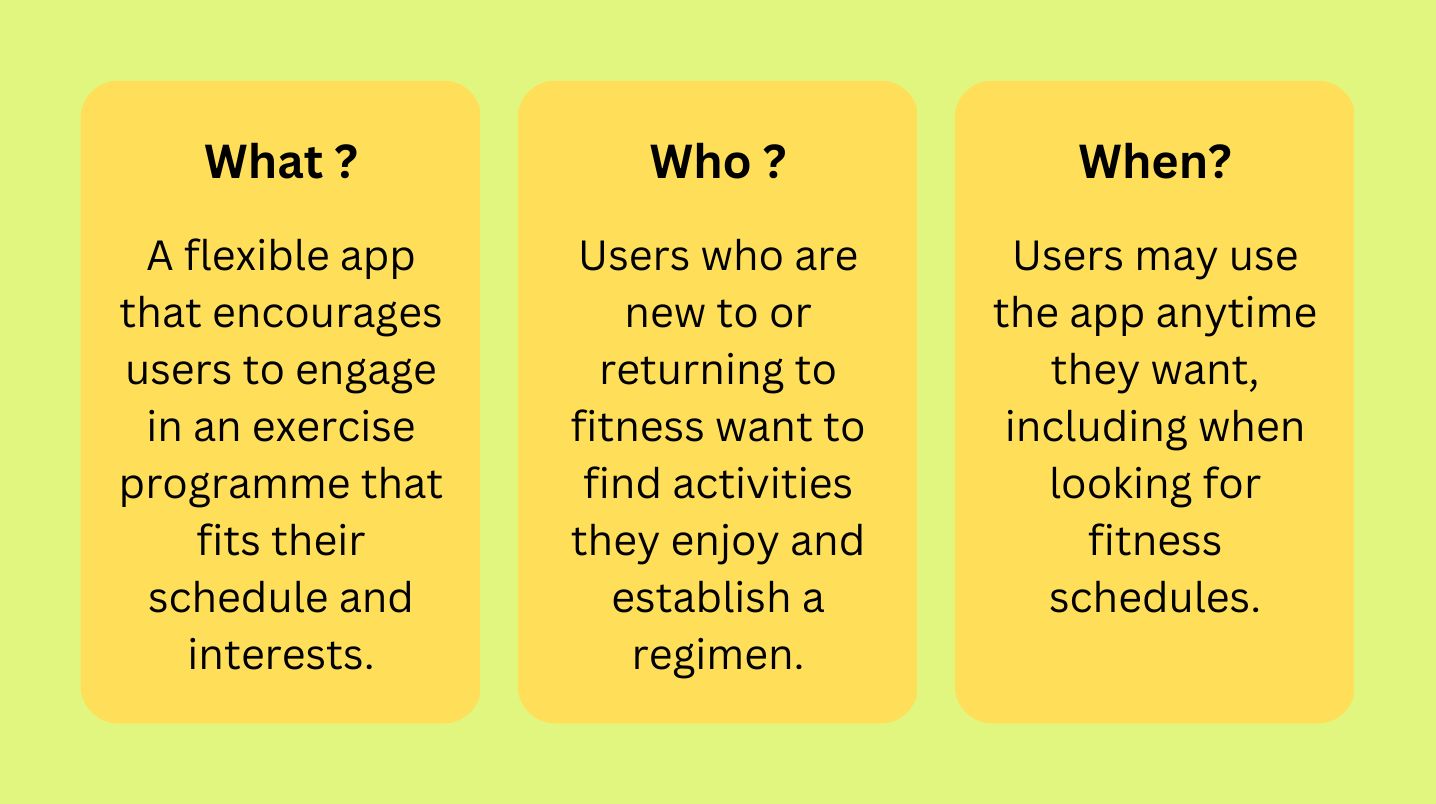 What ?
A flexible app
that encourages
users to engage
in an exercise
programme that
fits their
schedule and
interests.
Who ?
Users who are
new to or
returning to
fitness want to
find activities
they enjoy and
establish a
regimen.
When?
Users may use
the app anytime
they want,
including when
looking for
fitness
schedules.